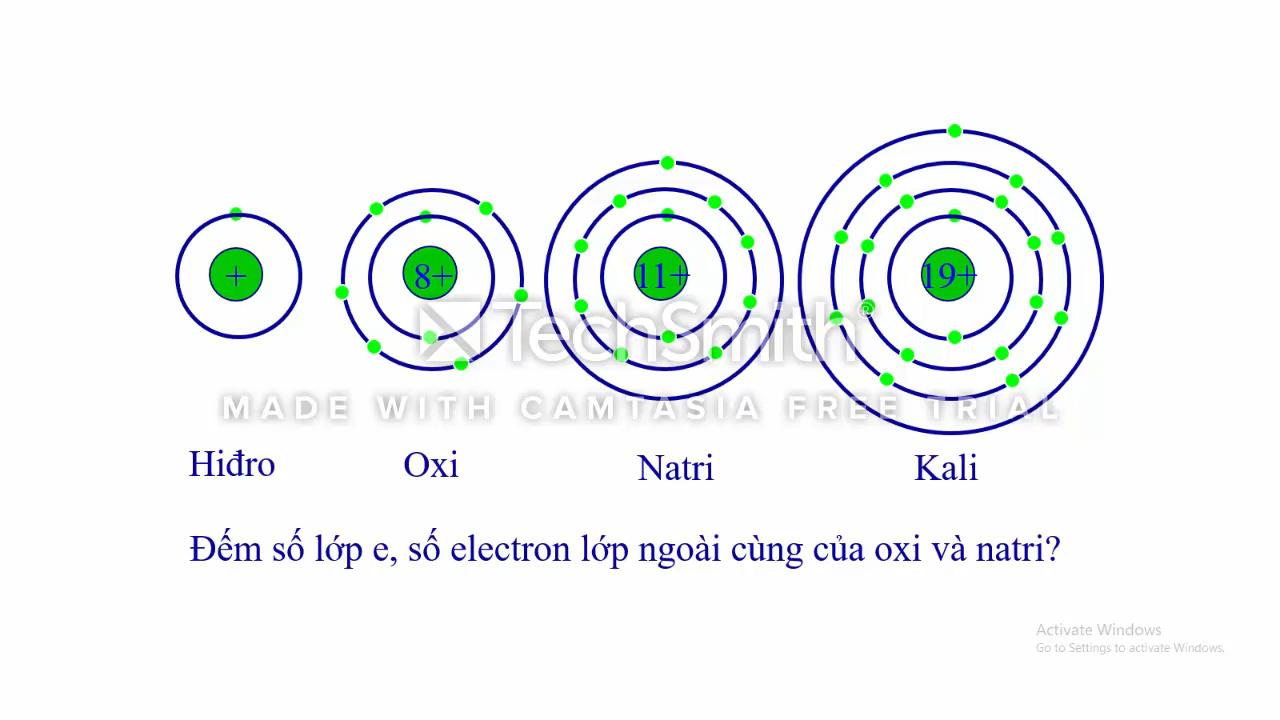 + 8+ 11+ 19+
TechSmith®
MADE WITH CAMTASIA FREE TRIAL
Hiđro Oxi Natri Kali
Đếm số lớp e, số electron lớp ngoài cùng của oxi và natri?
Activate Windows
Go to Settings to activate Windows.